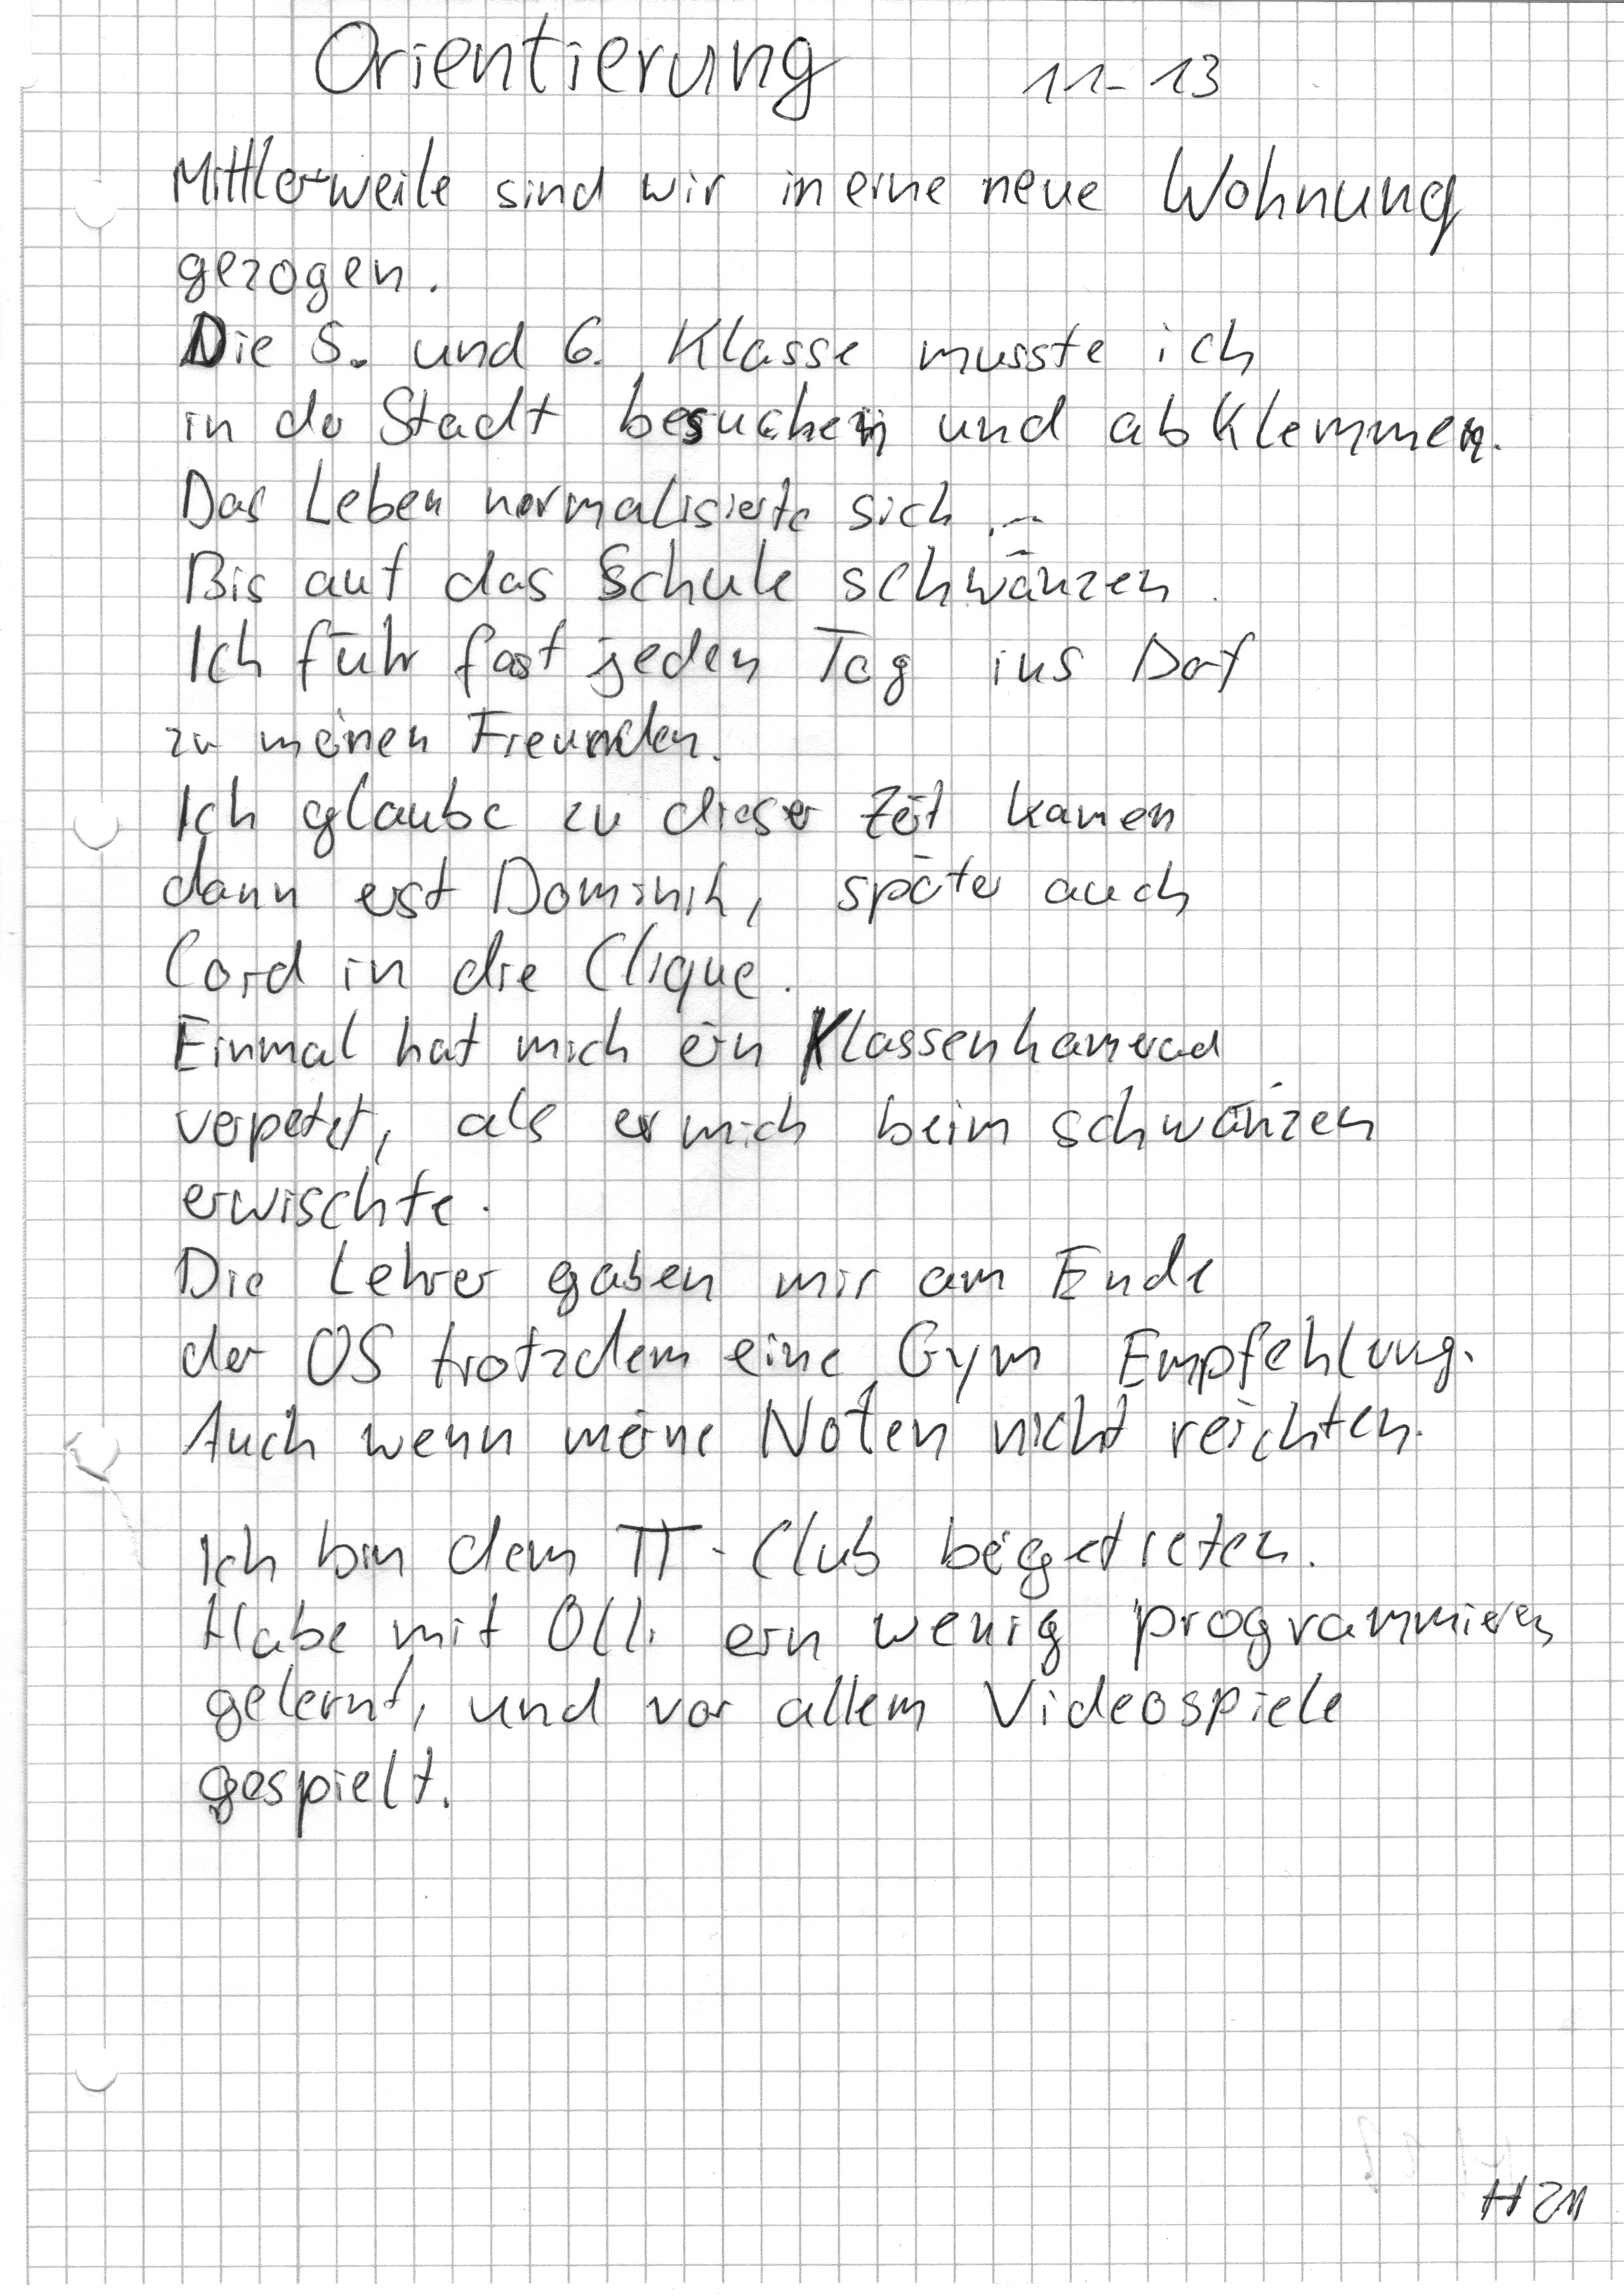 Orientierung 11-13
Mittlerweile sind wir in eine neue Wohnung
gezogen.
Die 5. und 6. Klasse musste ich
in der Stadt besuchen und abklemmen.
Das Leben normalisierte sich
Bis auf das Schule schwänzen.
Ich fuhr fast jeden Tag ins Dorf
zu meinen Freunden.
Ich glaube zu dieser Zeit kamen
dann erst Dominik, später auch
Cord in die Clique.
Einmal hat mich ein Klassenkamerad
verpetzt, als er mich beim schwänzen
erwischte.
Die Lehrer gaben mir am Ende
der OS trotzdem eine Gym Empfehlung.
Auch wenn meine Noten nicht reichten.
Ich bin dem TT-Club beigetreten.
Habe mit Olli ein wenig programmieren
gelernt, und vor allem Videospiele
gespielt.
H21